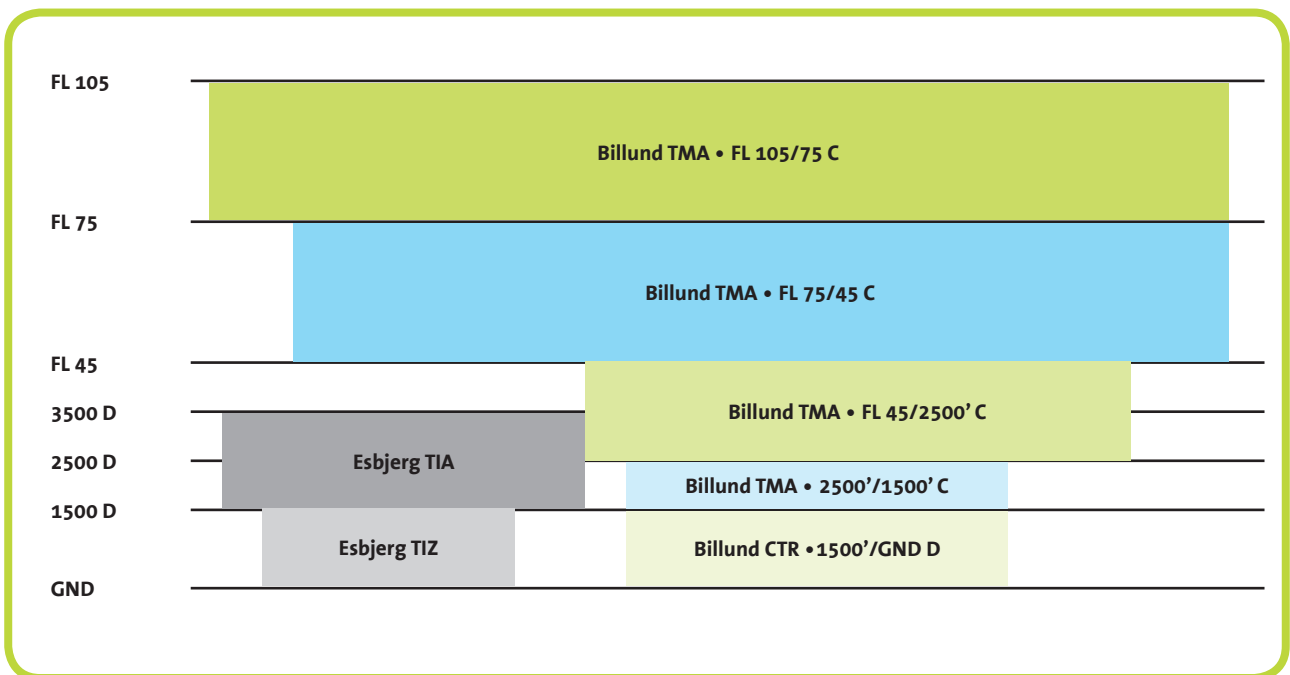 FL 105
Billund TMA • FL 105/75 C
FL 75
Billund TMA • FL 75/45 C
FL 45
3500 D
Billund TMA • FL 45/2500’ C
2500 D
Esbjerg TIA
Billund TMA • 2500’/1500’ C
1500 D
Esbjerg TIZ
Billund CTR •1500’/GND D
GND